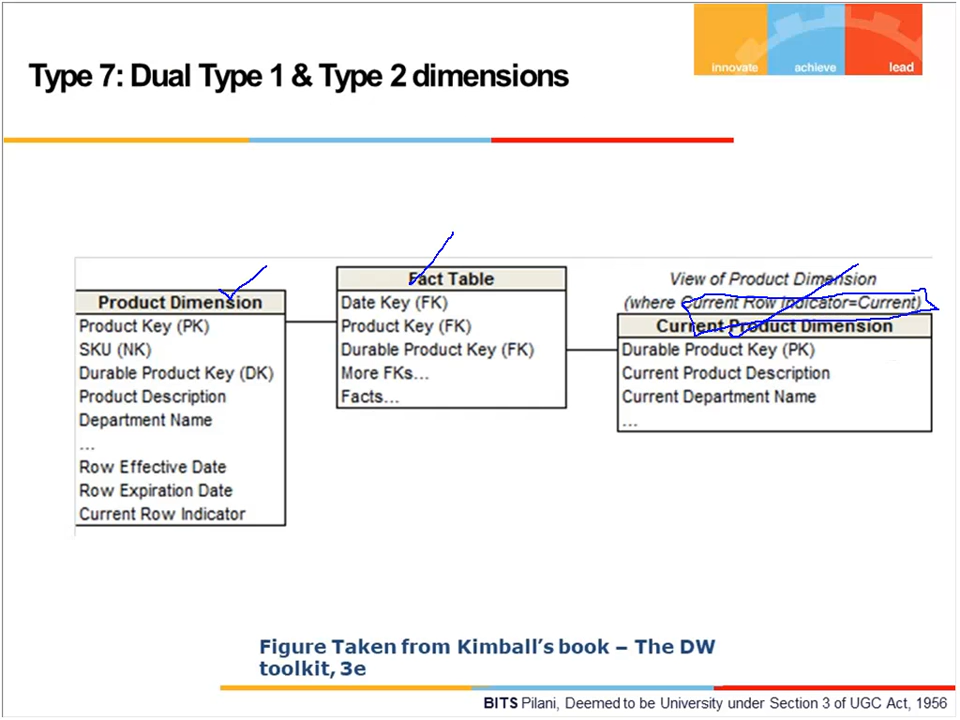 innovate achieve lead
Type 7: Dual Type 1 & Type 2 dimensions
Product Dimension
Product Key (PK)
SKU (NK)
Durable Product Key (DK)
Product Description
Department Name
...
Row Effective Date
Row Expiration Date
Current Row Indicator
Fact Table
Date Key (FK)
Product Key (FK)
Durable Product Key (FK)
More FKs...
Facts...
View of Product Dimension
(where Current Row Indicator=Current)
Current Product Dimension
Durable Product Key (PK)
Current Product Description
Current Department Name
...
Figure Taken from Kimball's book – The DW
toolkit, 3e
BITS Pilani, Deemed to be University under Section 3 of UGC Act, 1956